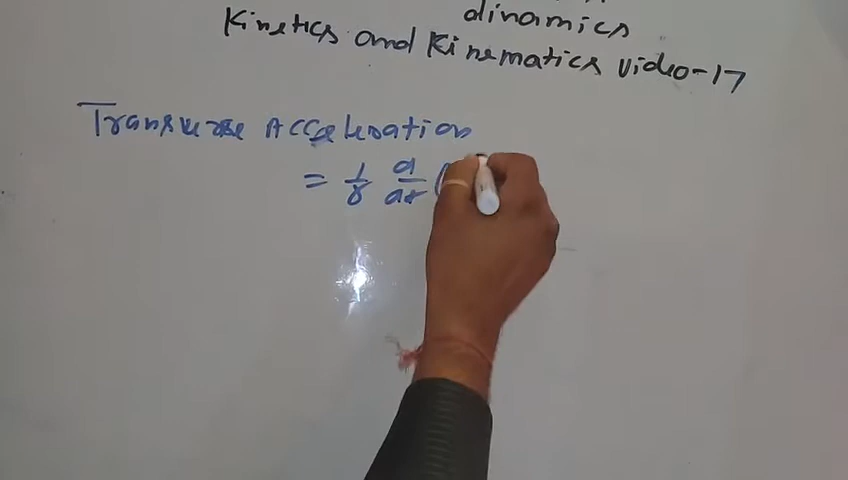 dinamics
Kinetics and Kinematics video-17
Transverse Acceleration
= 1/r d/dt (